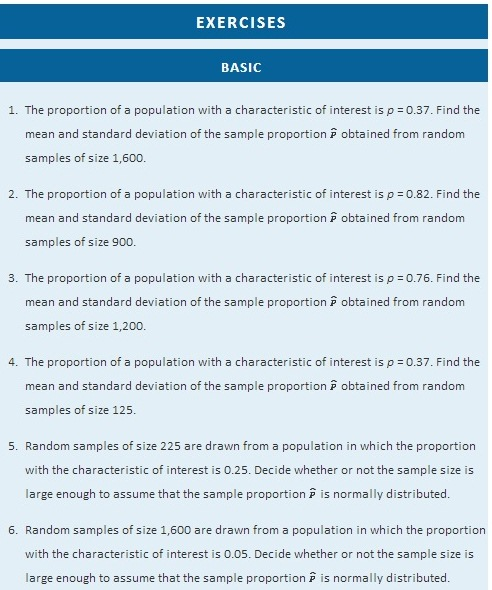 EXERCISES
BASIC
1. The proportion of a population with a characteristic of interest is p = 0.37. Find the
mean and standard deviation of the sample proportion P̂ obtained from random
samples of size 1,600.
2. The proportion of a population with a characteristic of interest is p = 0.82. Find the
mean and standard deviation of the sample proportion P̂ obtained from random
samples of size 900.
3. The proportion of a population with a characteristic of interest is p = 0.76. Find the
mean and standard deviation of the sample proportion P̂ obtained from random
samples of size 1,200.
4. The proportion of a population with a characteristic of interest is p = 0.37. Find the
mean and standard deviation of the sample proportion P̂ obtained from random
samples of size 125.
5. Random samples of size 225 are drawn from a population in which the proportion
with the characteristic of interest is 0.25. Decide whether or not the sample size is
large enough to assume that the sample proportion P̂ is normally distributed.
6. Random samples of size 1,600 are drawn from a population in which the proportion
with the characteristic of interest is 0.05. Decide whether or not the sample size is
large enough to assume that the sample proportion P̂ is normally distributed.